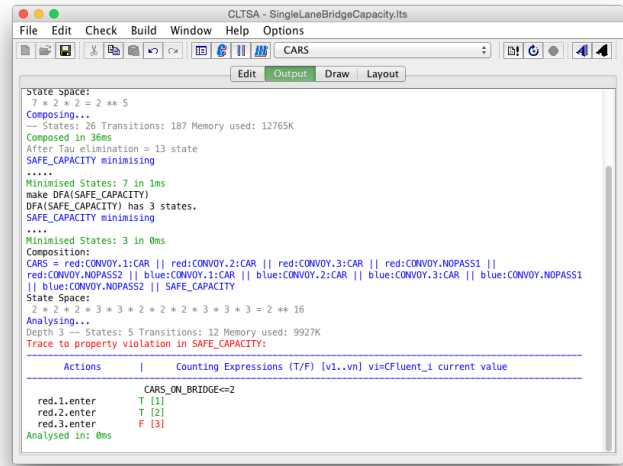 CLTSA - SingleLaneBridgeCapacity.lts
File Edit Check Build Window Help Options
CARS
Edit Output Draw Layout
State Space:
7 * 2 * 2 = 2 ** 5
Composing...
-- States: 26 Transitions: 187 Memory used: 12765K
Composed in 36ms
After Tau elimination = 13 state
SAFE_CAPACITY minimising
.....
Minimised States: 7 in 1ms
make DFA(SAFE_CAPACITY)
DFA(SAFE_CAPACITY) has 3 states.
SAFE_CAPACITY minimising
....
Minimised States: 3 in 0ms
Composition:
CARS = red:CONVOY.1:CAR || red:CONVOY.2:CAR || red:CONVOY.3:CAR || red:CONVOY.NOPASS1 ||
red:CONVOY.NOPASS2 || blue:CONVOY.1:CAR || blue:CONVOY.2:CAR || blue:CONVOY.3:CAR || blue:CONVOY.NOPASS1
|| blue:CONVOY.NOPASS2 || SAFE_CAPACITY
State Space:
2 * 2 * 2 * 3 * 3 * 2 * 2 * 2 * 3 * 3 * 3 = 2 ** 16
Analysing...
Depth 3 -- States: 5 Transitions: 12 Memory used: 9927K
Trace to property violation in SAFE_CAPACITY:
Actions | Counting Expressions (T/F) [v1..vn] vi=CFluent_i current value
CARS_ON_BRIDGE<=2
red.1.enter T [1]
red.2.enter T [2]
red.3.enter F [3]
Analysed in: 0ms